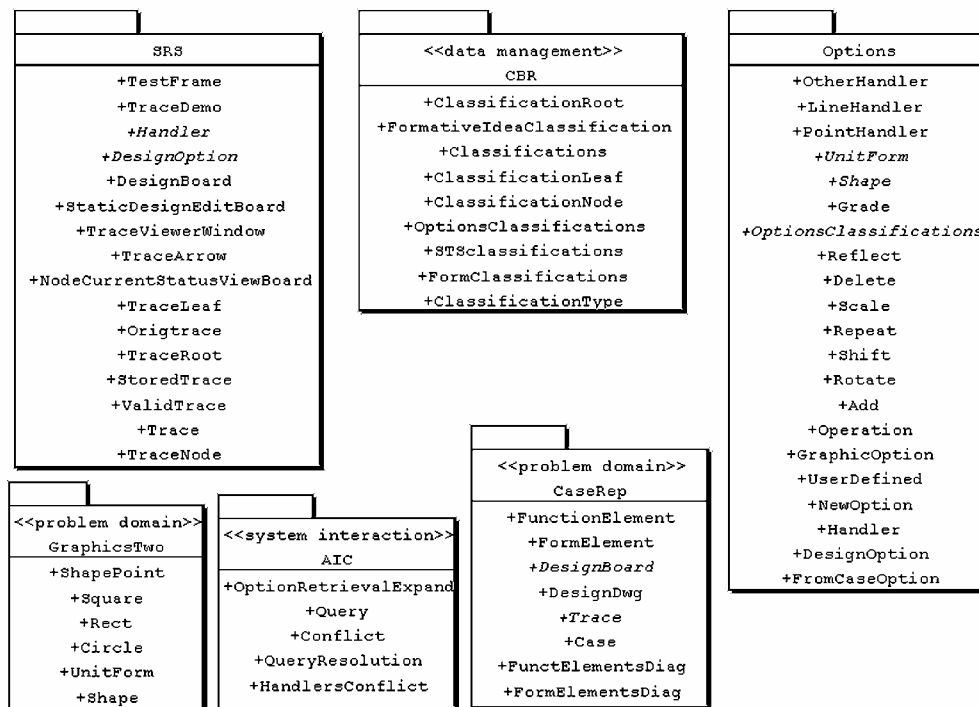 SRS
+TestFrame
+TraceDemo
+Handler
+DesignOption
+DesignBoard
+StaticDesignEditBoard
+TraceViewerWindow
+TraceArrow
+NodeCurrentStatusViewBoard
+TraceLeaf
+Origtrace
+TraceRoot
+StoredTrace
+ValidTrace
+Trace
+TraceNode
<<data management>>
CBR
+ClassificationRoot
+FormativeIdeaClassification
+Classifications
+ClassificationLeaf
+ClassificationNode
+OptionsClassifications
+STSclassifications
+FormClassifications
+ClassificationType
Options
+OtherHandler
+LineHandler
+PointHandler
+UnitForm
+Shape
+Grade
+OptionsClassifications
+Reflect
+Delete
+Scale
+Repeat
+Shift
+Rotate
+Add
+Operation
+GraphicOption
+UserDefined
+NewOption
+Handler
+DesignOption
+FromCaseOption
<<problem domain>>
GraphicsTwo
+ShapePoint
+Square
+Rect
+Circle
+UnitForm
+Shape
<<system interaction>>
AIC
+OptionRetrievalExpand
+Query
+Conflict
+QueryResolution
+HandlersConflict
<<problem domain>>
CaseRep
+FunctionElement
+FormElement
+DesignBoard
+DesignDwg
+Trace
+Case
+FunctElementsDiag
+FormElementsDiag